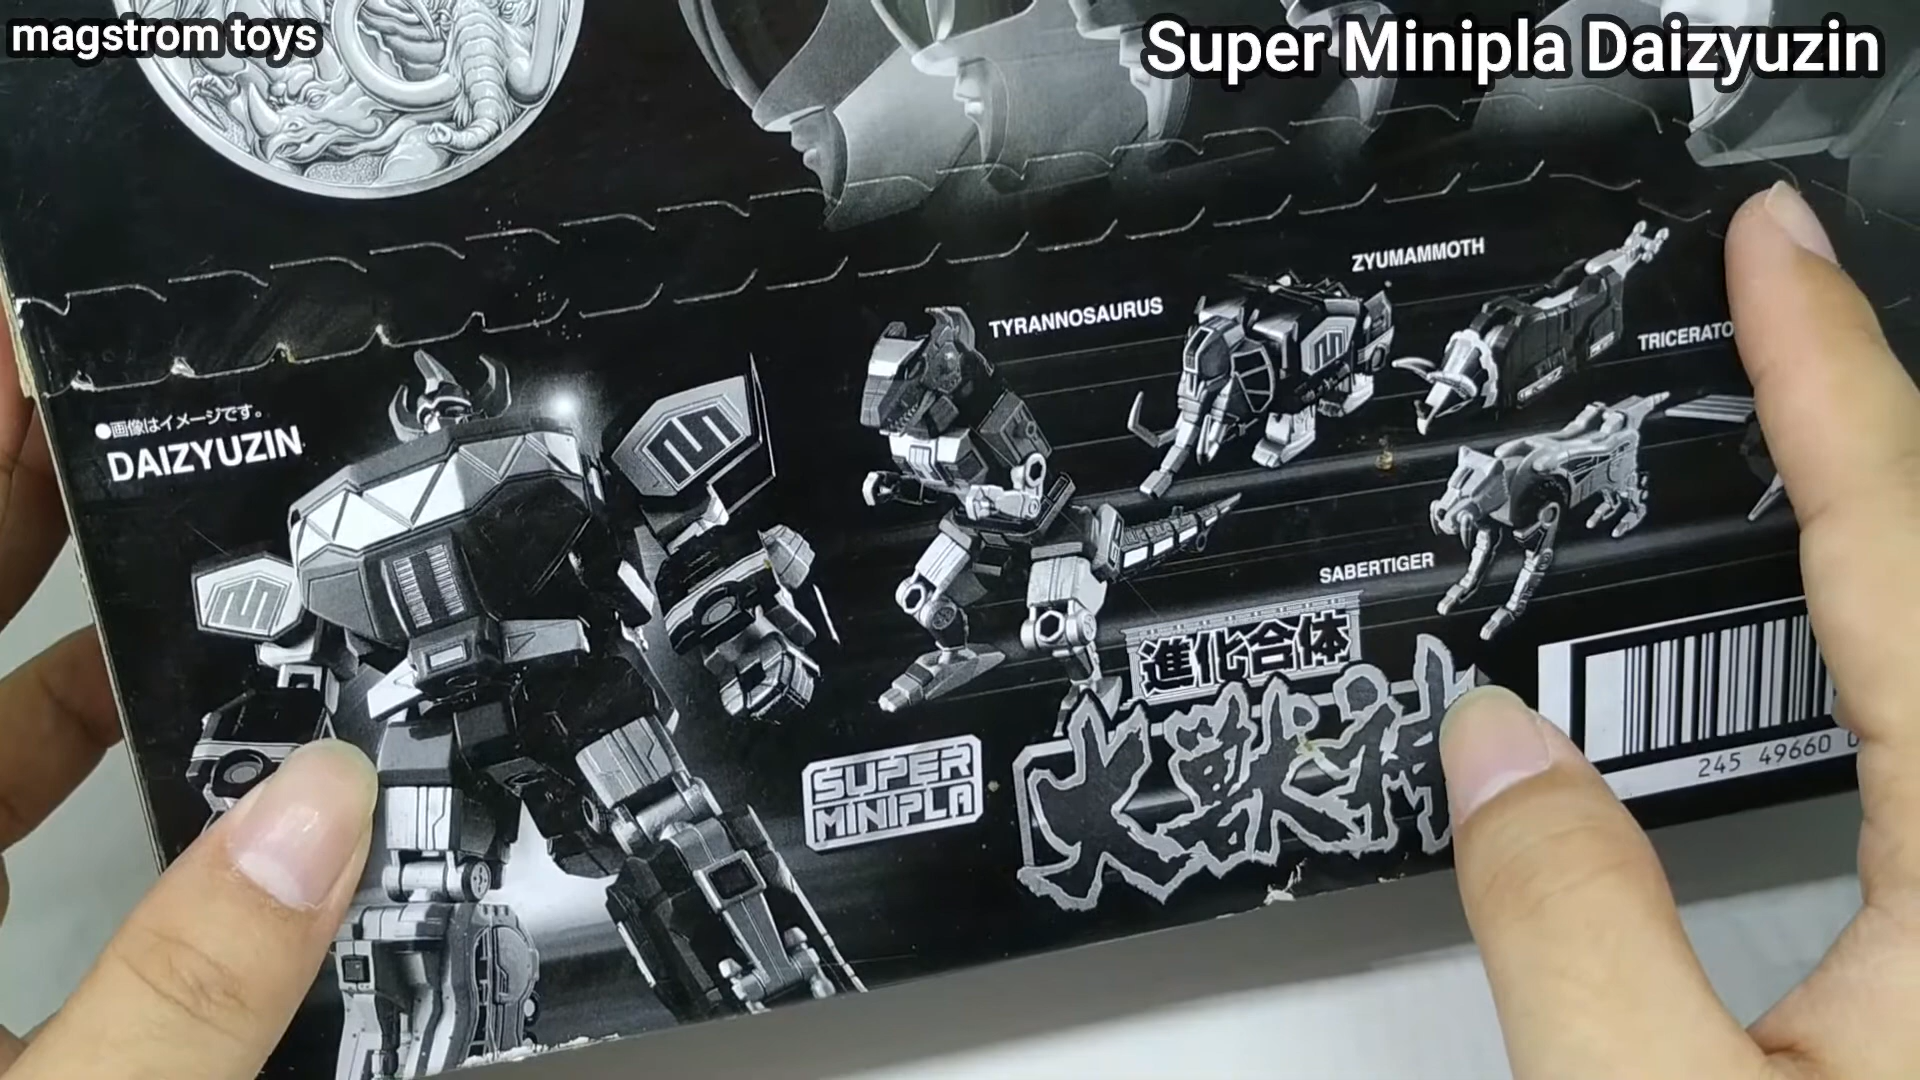 magstrom toys
Super Minipla Daizyuzin
ZYUMAMMOTH
TYRANNOSAURUS
TRICERATO
●画像はイメージです。
DAIZYUZIN
SABERTIGER
進化合体
大獣神
SUPER
MINIPLA
245 49660